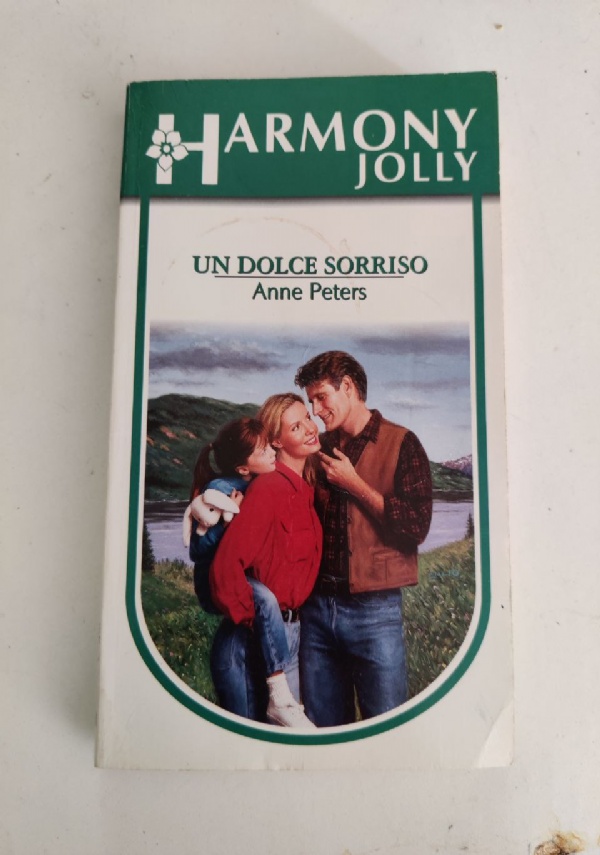 HARMONY
JOLLY
UN DOLCE SORRISO
Anne Peters